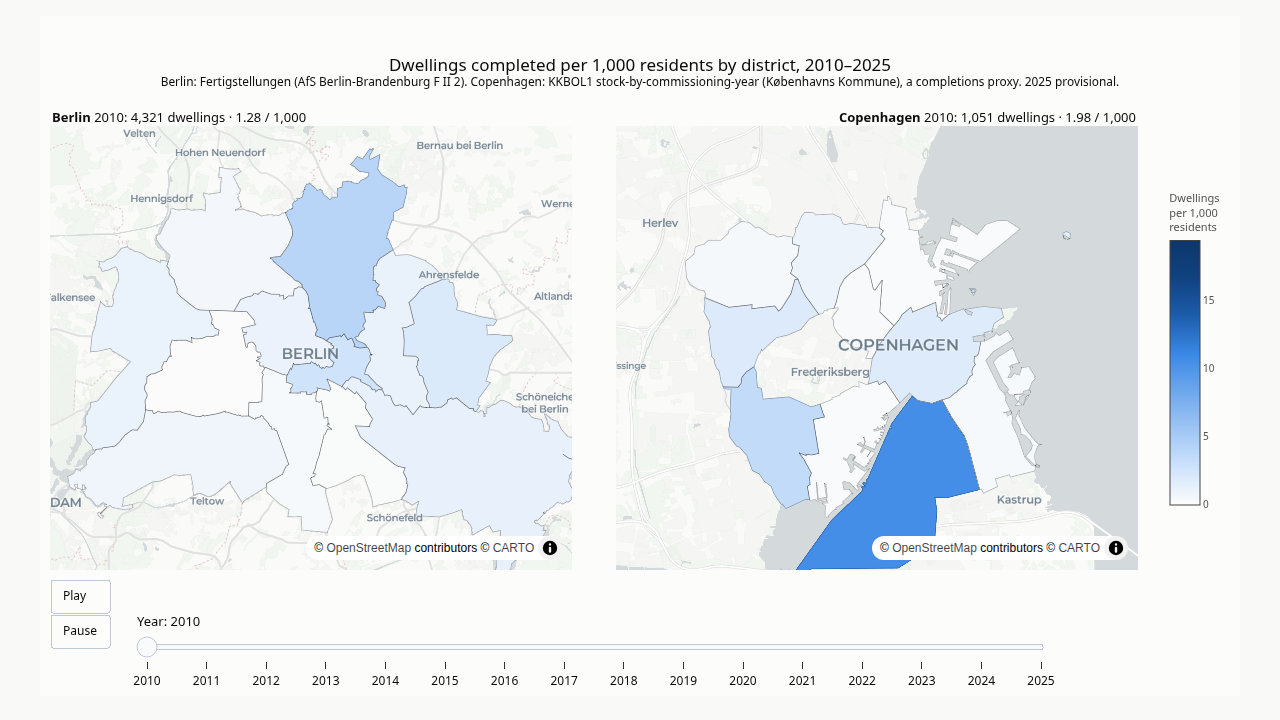 Dwellings completed per 1,000 residents by district, 2010–2025
Berlin: Fertigstellungen (AfS Berlin-Brandenburg F II 2). Copenhagen: KKBOL1 stock-by-commissioning-year (Københavns Kommune), a completions proxy. 2025 provisional.
Berlin 2010: 4,321 dwellings · 1.28 / 1,000
Velten
Hohen Neuendorf
Bernau bei Berlin
Hennigsdorf
Werne
Ahrensfelde
alkensee
Altlands
BERLIN
Schöneiche
bei Berlin
DAM
Teltow
Schönefeld
© OpenStreetMap contributors © CARTO
Copenhagen 2010: 1,051 dwellings · 1.98 / 1,000
Herlev
COPENHAGEN
ssinge
Frederiksberg
Kastrup
© OpenStreetMap contributors © CARTO
Dwellings
per 1,000
residents
15
10
5
0
Play
Pause
Year: 2010
2010 2011 2012 2013 2014 2015 2016 2017 2018 2019 2020 2021 2022 2023 2024 2025